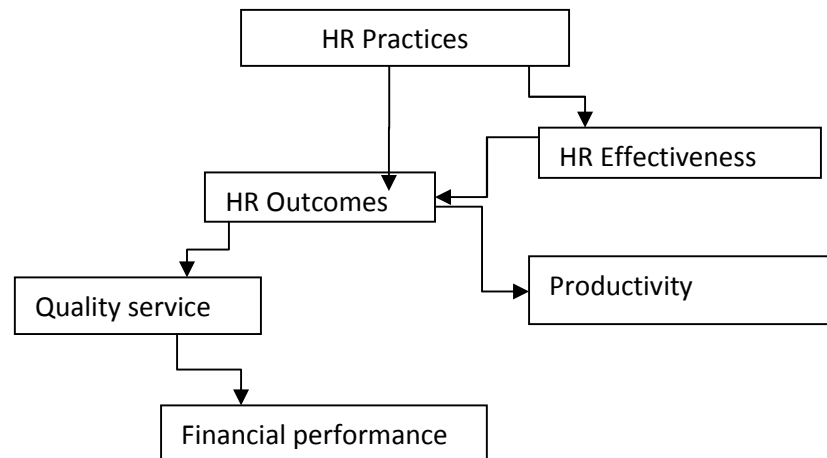 HR Practices
HR Effectiveness
HR Outcomes
Productivity
Quality service
Financial performance